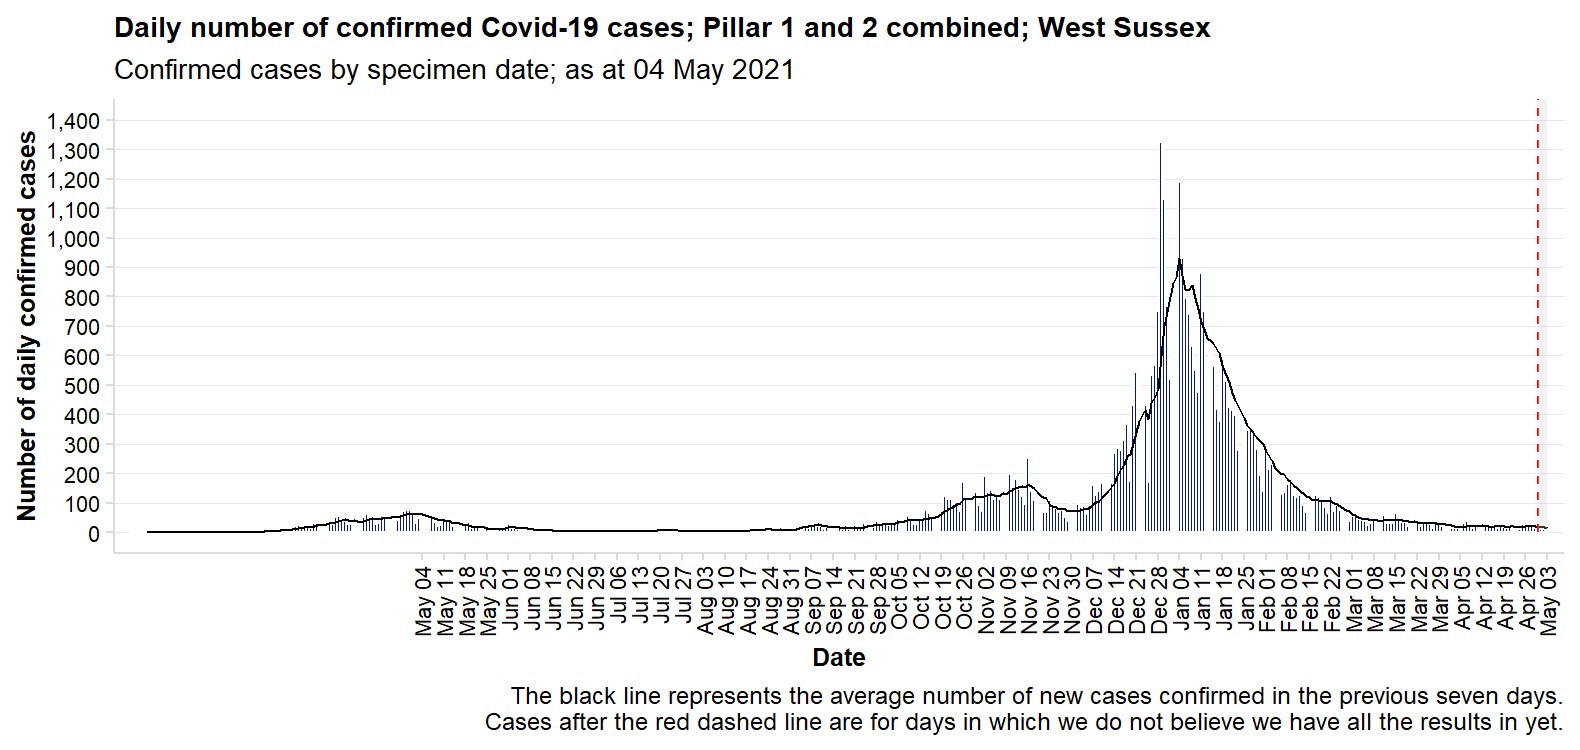 Daily number of confirmed Covid-19 cases; Pillar 1 and 2 combined; West Sussex
Confirmed cases by specimen date; as at 04 May 2021
Number of daily confirmed cases
1,400
1,300
1,200
1,100
1,000
900
800
700
600
500
400
300
200
100
0
May 04
May 11
May 18
May 25
Jun 01
Jun 08
Jun 15
Jun 22
Jun 29
Jul 06
Jul 13
Jul 20
Jul 27
Aug 03
Aug 10
Aug 17
Aug 24
Aug 31
Sep 07
Sep 14
Sep 21
Sep 28
Oct 05
Oct 12
Oct 19
Oct 26
Nov 02
Nov 09
Nov 16
Nov 23
Nov 30
Dec 07
Dec 14
Dec 21
Dec 28
Jan 04
Jan 11
Jan 18
Jan 25
Feb 01
Feb 08
Feb 15
Feb 22
Mar 01
Mar 08
Mar 15
Mar 22
Mar 29
Apr 05
Apr 12
Apr 19
Apr 26
May 03
Date
The black line represents the average number of new cases confirmed in the previous seven days.
Cases after the red dashed line are for days in which we do not believe we have all the results in yet.